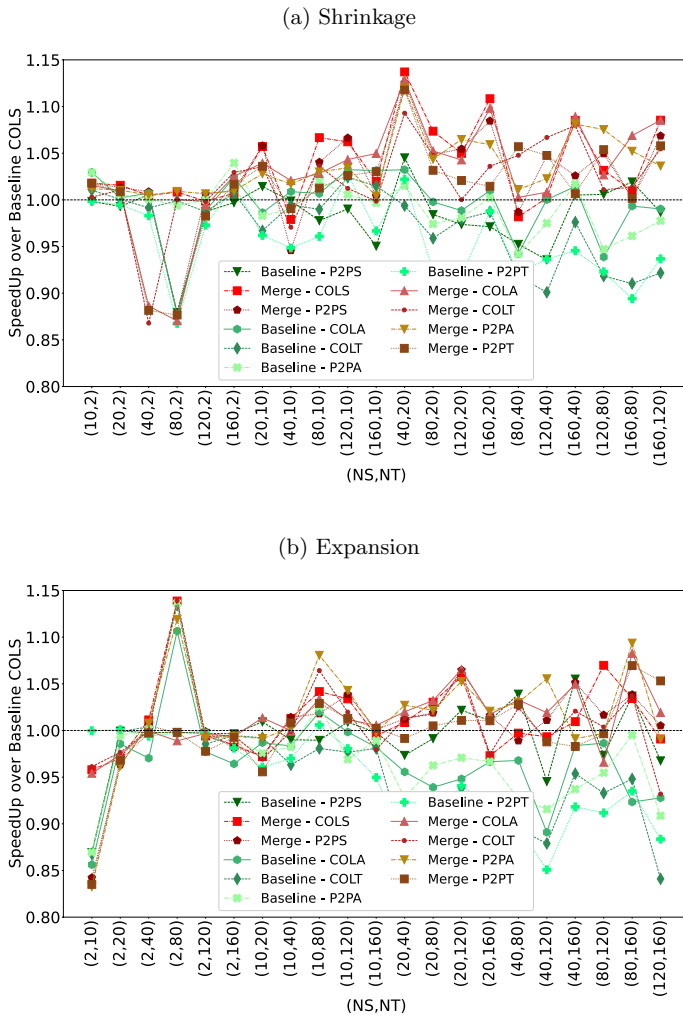 (a) Shrinkage
SpeedUp over Baseline COLS
1.15
1.10
1.05
1.00
0.95
0.90
0.85
0.80
Baseline - P2PS
Merge - COLS
Merge - P2PS
Baseline - COLA
Baseline - COLT
Baseline - P2PA
Baseline - P2PT
Merge - COLA
Merge - COLT
Merge - P2PA
Merge - P2PT
(10,2)
(20,2)
(40,2)
(80,2)
(120,2)
(160,2)
(20,10)
(40,10)
(80,10)
(120,10)
(160,10)
(40,20)
(80,20)
(120,20)
(160,20)
(80,40)
(120,40)
(160,40)
(120,80)
(160,80)
(160,120)
(NS,NT)
(b) Expansion
SpeedUp over Baseline COLS
1.15
1.10
1.05
1.00
0.95
0.90
0.85
0.80
Baseline - P2PS
Merge - COLS
Merge - P2PS
Baseline - COLA
Baseline - COLT
Baseline - P2PA
Baseline - P2PT
Merge - COLA
Merge - COLT
Merge - P2PA
Merge - P2PT
(2,10)
(2,20)
(2,40)
(2,80)
(2,120)
(2,160)
(10,20)
(10,40)
(10,80)
(10,120)
(10,160)
(20,40)
(20,80)
(20,120)
(20,160)
(40,80)
(40,120)
(40,160)
(80,120)
(80,160)
(120,160)
(NS,NT)